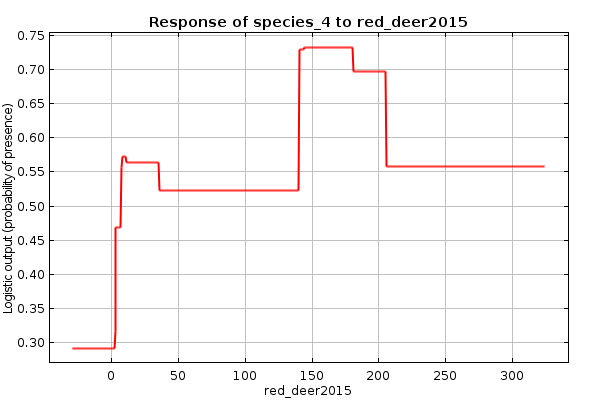 Response of species_4 to red_deer2015
Logistic output (probability of presence)
0.75
0.70
0.65
0.60
0.55
0.50
0.45
0.40
0.35
0.30
0 50 100 150 200 250 300
red_deer2015